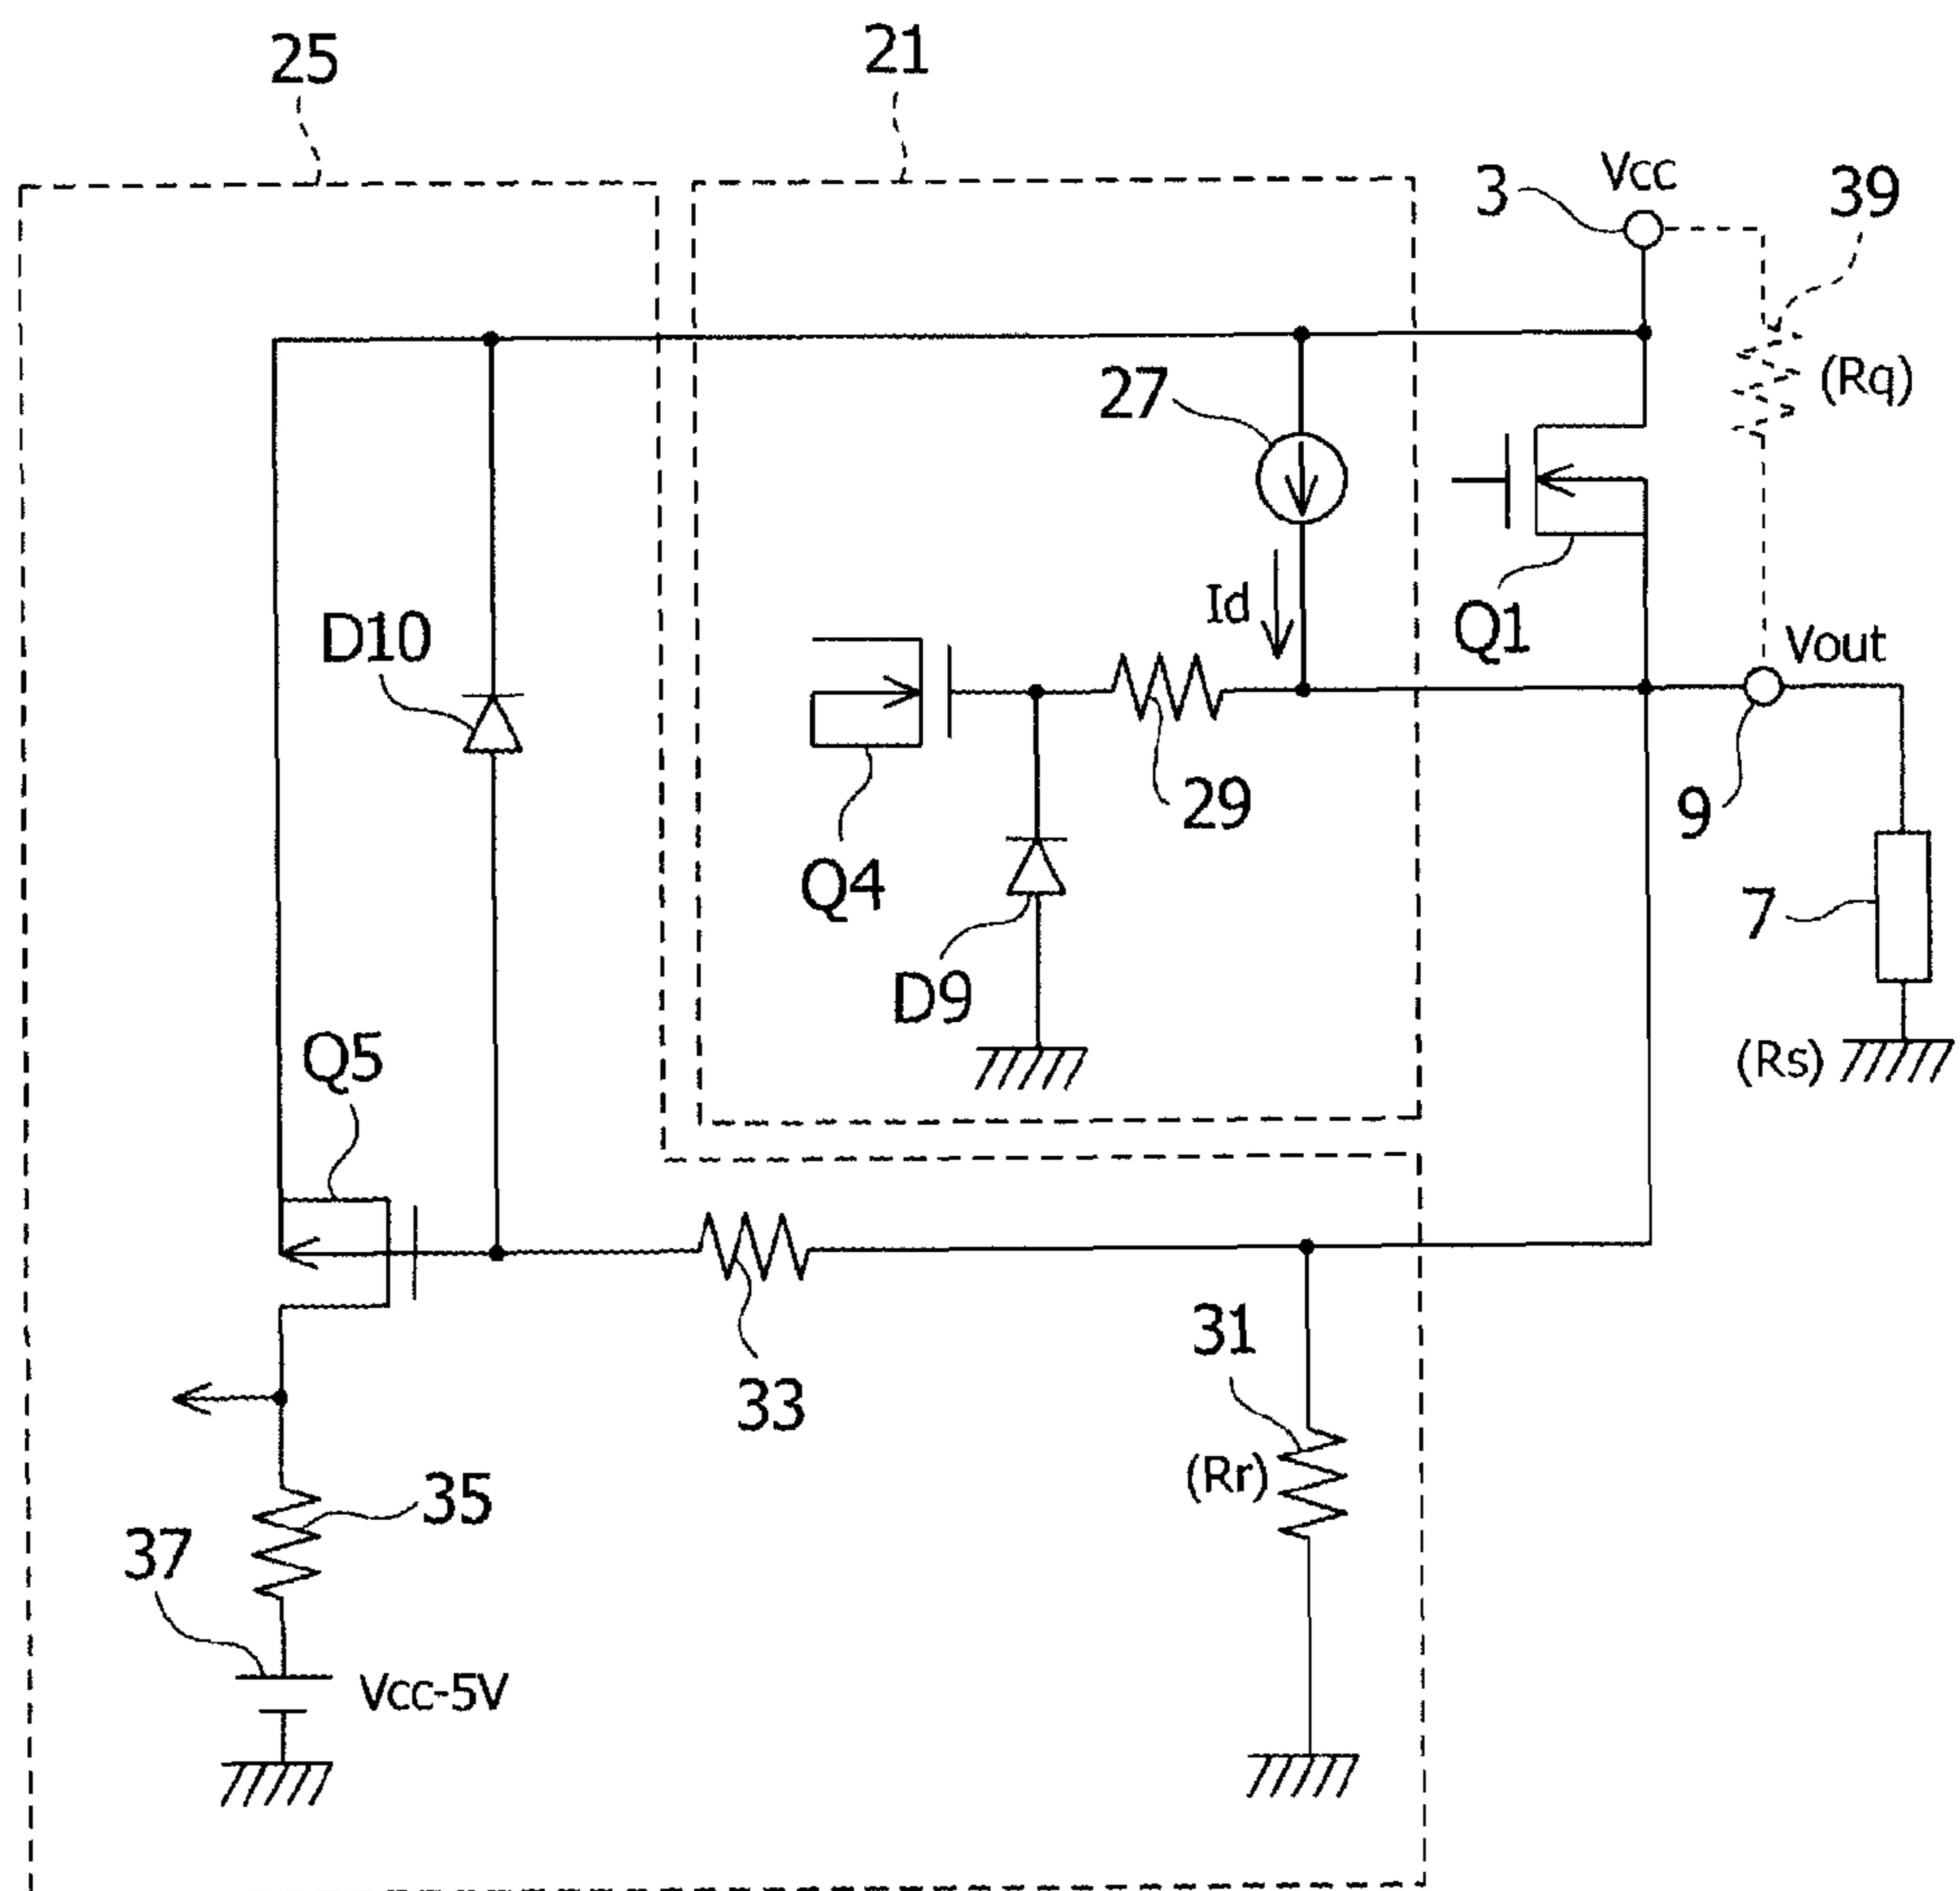 25
21
3
Vcc
39
(Rq)
27
Id
Q1
Vout
D10
29
9
Q4
7
D9
(Rs)
Q5
31
33
(Rr)
35
37
Vcc-5V